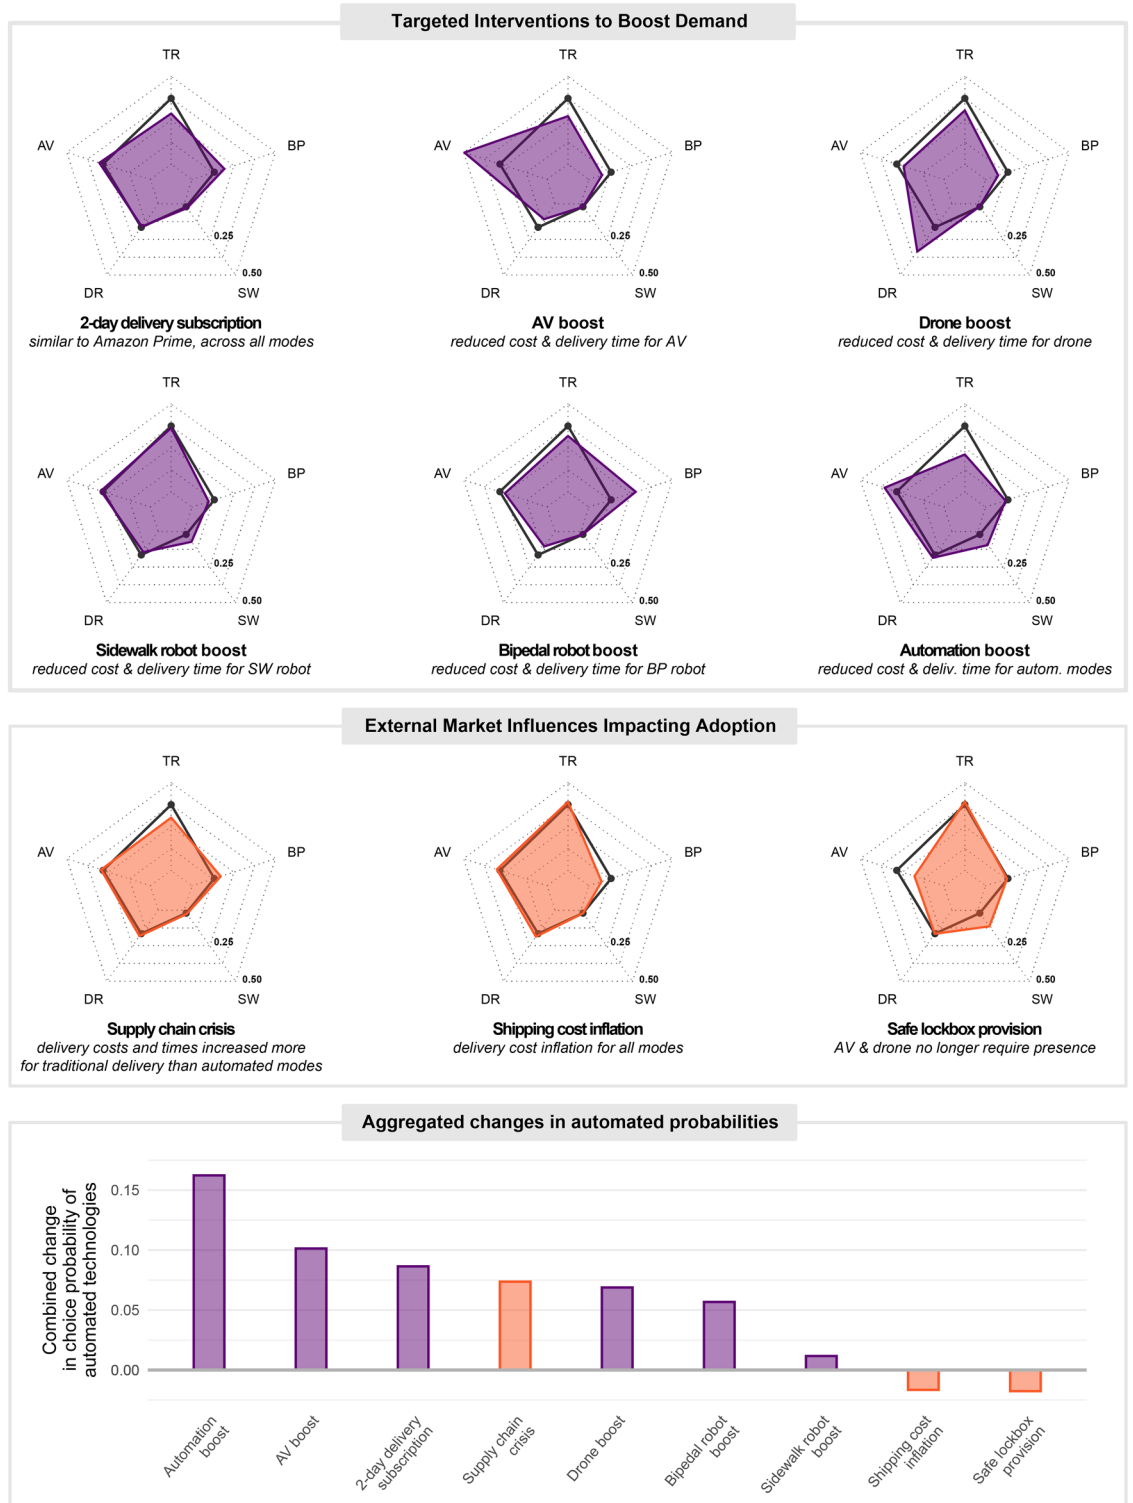 Targeted Interventions to Boost Demand
TR
AV
BP
0.25
0.50
DR
SW
2-day delivery subscription
similar to Amazon Prime, across all modes
TR
AV
BP
0.25
0.50
DR
SW
AV boost
reduced cost & delivery time for AV
TR
AV
BP
0.25
0.50
DR
SW
Drone boost
reduced cost & delivery time for drone
TR
AV
BP
0.25
0.50
DR
SW
Sidewalk robot boost
reduced cost & delivery time for SW robot
TR
AV
BP
0.25
0.50
DR
SW
Bipedal robot boost
reduced cost & delivery time for BP robot
TR
AV
BP
0.25
0.50
DR
SW
Automation boost
reduced cost & deliv. time for autom. modes
External Market Influences Impacting Adoption
TR
AV
BP
0.25
0.50
DR
SW
Supply chain crisis
delivery costs and times increased more
for traditional delivery than automated modes
TR
AV
BP
0.25
0.50
DR
SW
Shipping cost inflation
delivery cost inflation for all modes
TR
AV
BP
0.25
0.50
DR
SW
Safe lockbox provision
AV & drone no longer require presence
Aggregated changes in automated probabilities
Combined change
in choice probability of
automated technologies
0.15
0.10
0.05
0.00
Automation
boost
AV boost
2-day delivery
subscription
Supply chain
crisis
Drone boost
Bipedal robot
boost
Sidewalk robot
boost
Shipping cost
inflation
Safe lockbox
provision